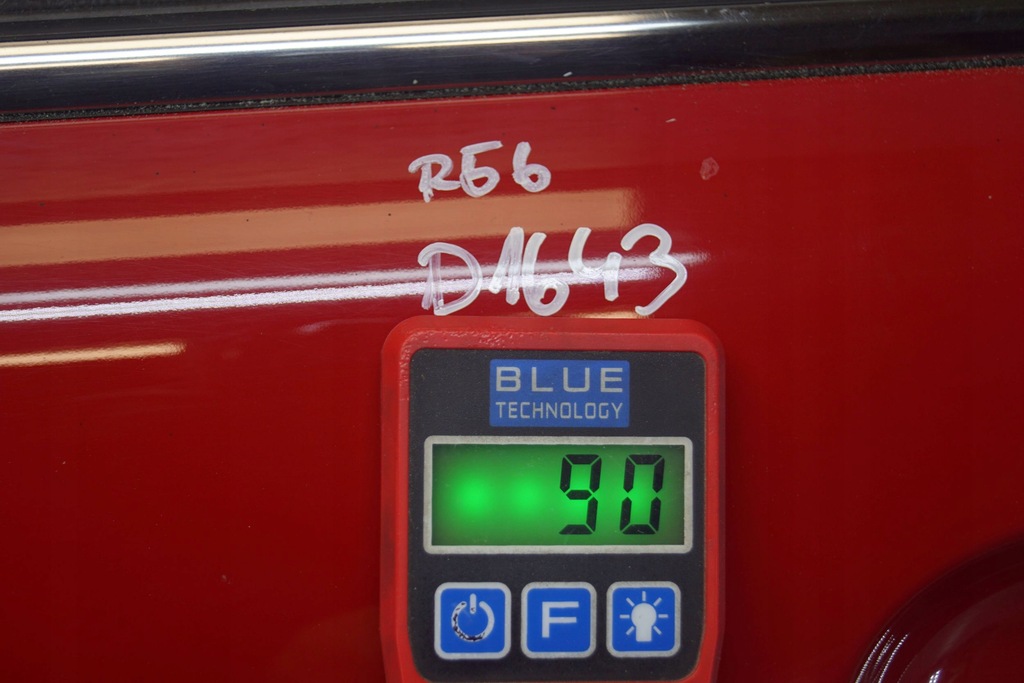 R56
D1643
BLUE
TECHNOLOGY
90
F